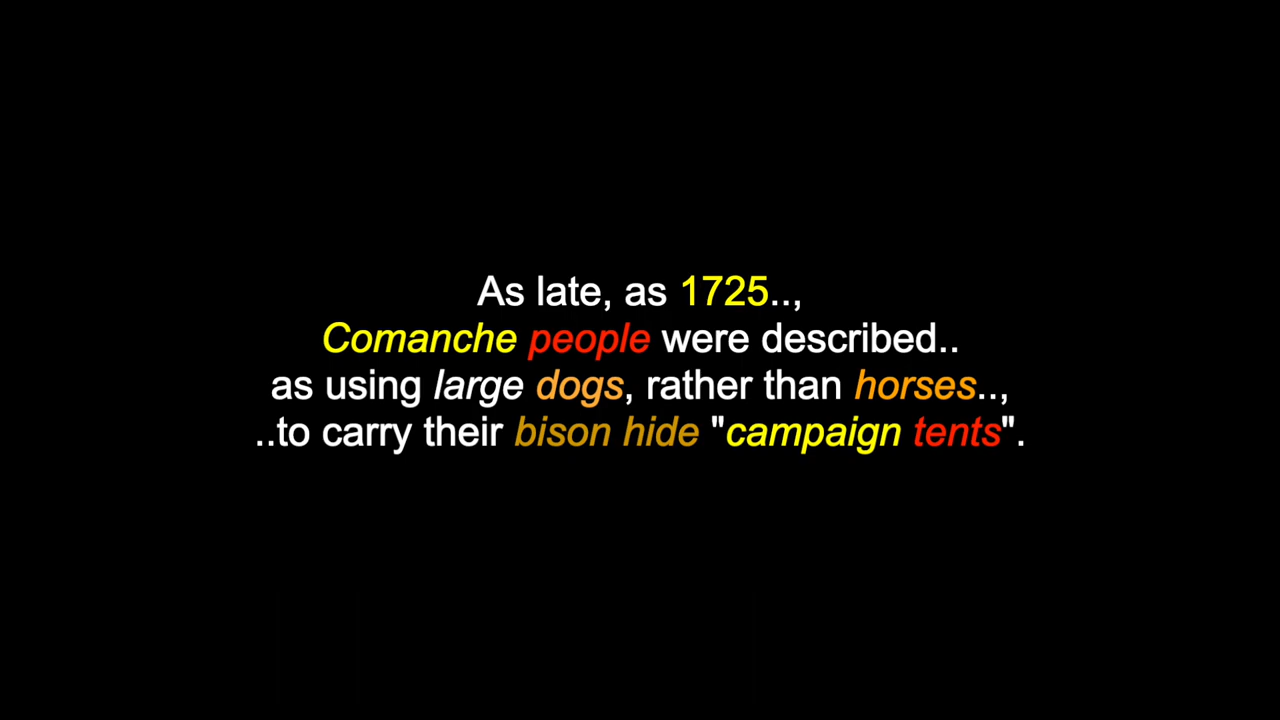 As late, as 1725..,
Comanche people were described..
as using large dogs, rather than horses..,
..to carry their bison hide "campaign tents".